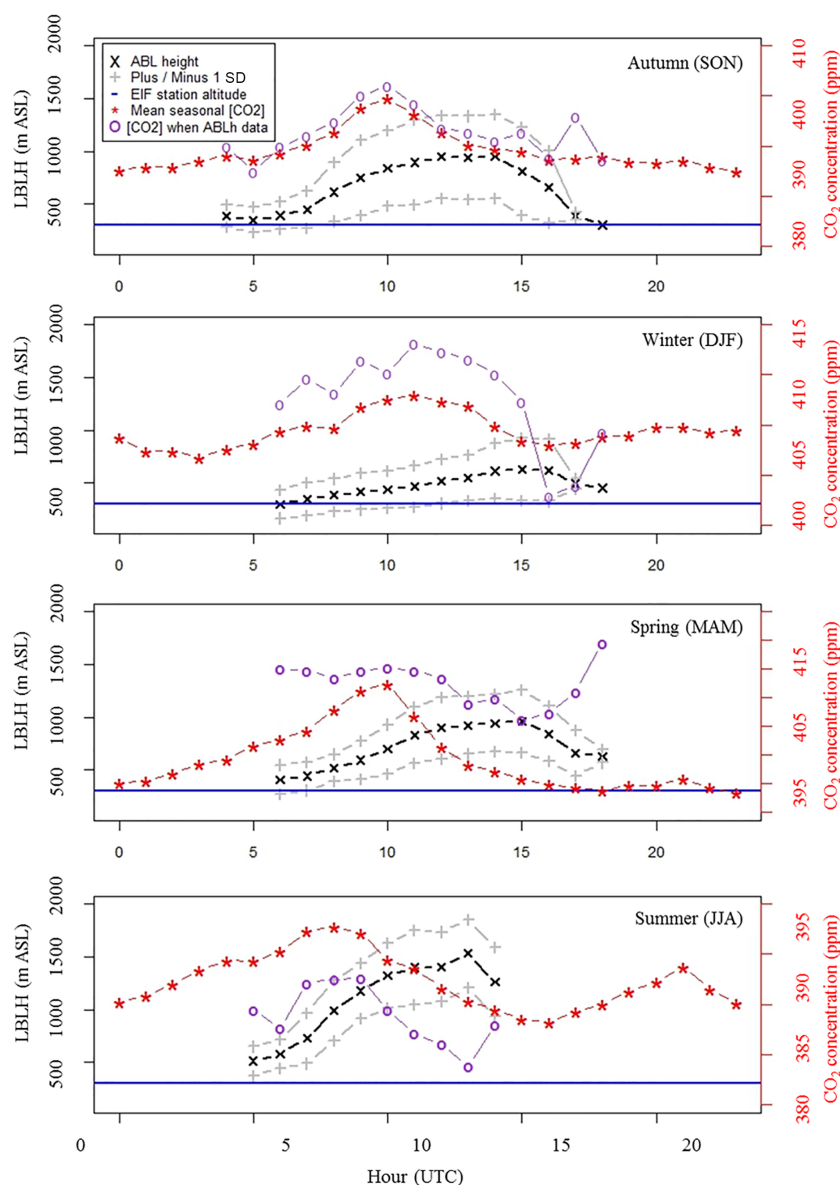 2000
1500
1000
500
LBLH (m ASL)
ABL height
Plus / Minus 1 SD
EIF station altitude
Mean seasonal [CO2]
[CO2] when ABLh data
Autumn (SON)
410
400
390
380
CO2 concentration (ppm)
0 5 10 15 20
2000
1500
1000
500
LBLH (m ASL)
Winter (DJF)
415
410
405
400
CO2 concentration (ppm)
0 5 10 15 20
2000
1500
1000
500
LBLH (m ASL)
Spring (MAM)
415
405
395
CO2 concentration (ppm)
0 5 10 15 20
2000
1500
1000
500
LBLH (m ASL)
Summer (JJA)
395
390
385
380
CO2 concentration (ppm)
0 5 10 15 20
Hour (UTC)